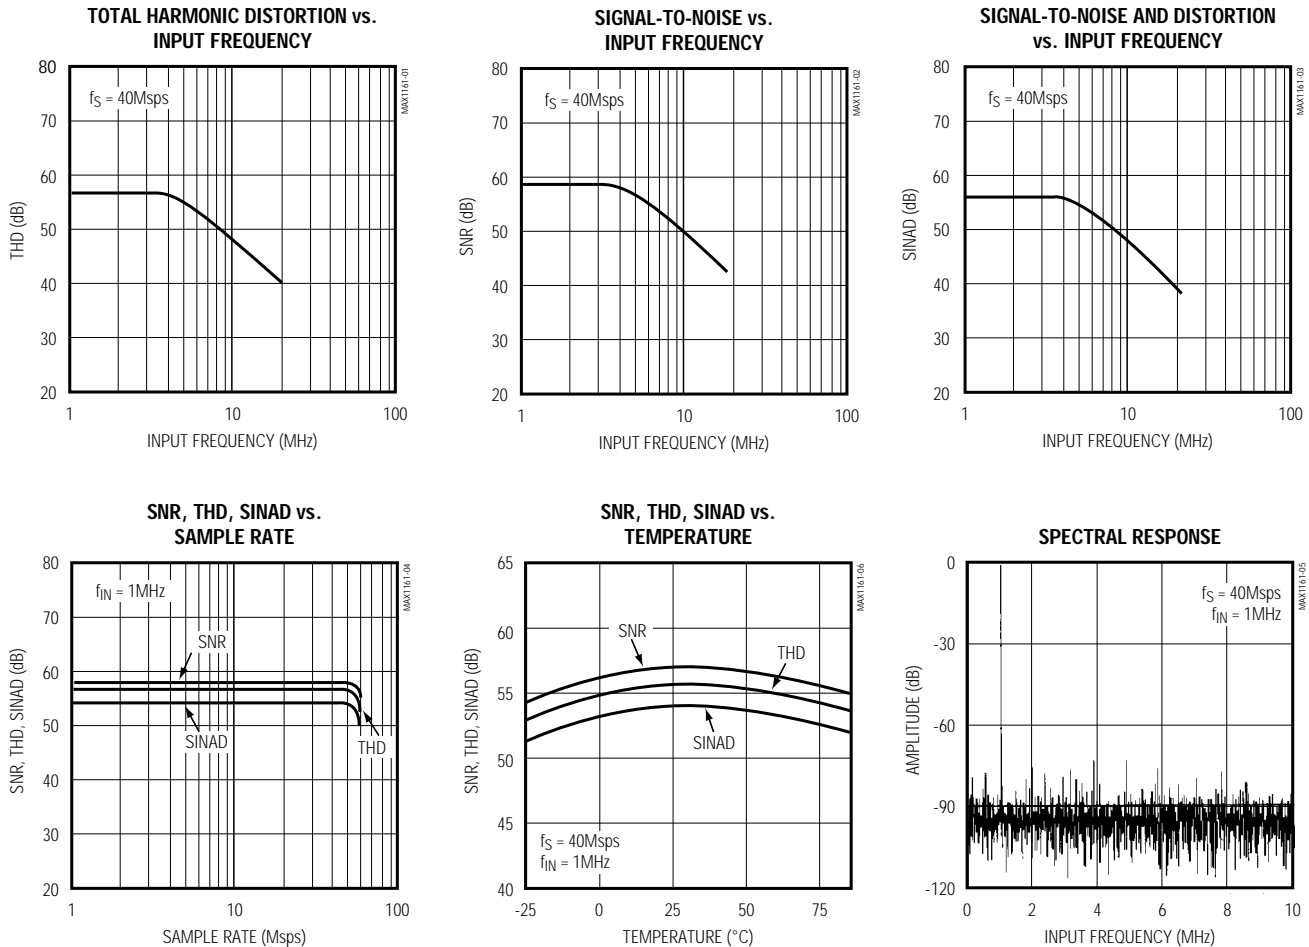 TOTAL HARMONIC DISTORTION vs.
INPUT FREQUENCY
80
70
60
50
40
30
20
THD (dB)
fS = 40Msps
MAX1161-01
1
10
100
INPUT FREQUENCY (MHz)
SIGNAL-TO-NOISE vs.
INPUT FREQUENCY
80
70
60
50
40
30
20
SNR (dB)
fS = 40Msps
MAX1161-02
1
10
100
INPUT FREQUENCY (MHz)
SIGNAL-TO-NOISE AND DISTORTION
vs. INPUT FREQUENCY
80
70
60
50
40
30
20
SINAD (dB)
fS = 40Msps
MAX1161-03
1
10
100
INPUT FREQUENCY (MHz)
SNR, THD, SINAD vs.
SAMPLE RATE
80
70
60
50
40
30
20
SNR, THD, SINAD (dB)
fIN = 1MHz
SNR
SINAD
THD
MAX1161-04
1
10
100
SAMPLE RATE (Msps)
SNR, THD, SINAD vs.
TEMPERATURE
65
60
55
50
45
40
SNR, THD, SINAD (dB)
SNR
THD
SINAD
fS = 40Msps
fIN = 1MHz
MAX1161-06
-25
0
25
50
75
TEMPERATURE (°C)
SPECTRAL RESPONSE
0
-30
-60
-90
-120
AMPLITUDE (dB)
fS = 40Msps
fIN = 1MHz
MAX1161-05
0
2
4
6
8
10
INPUT FREQUENCY (MHz)